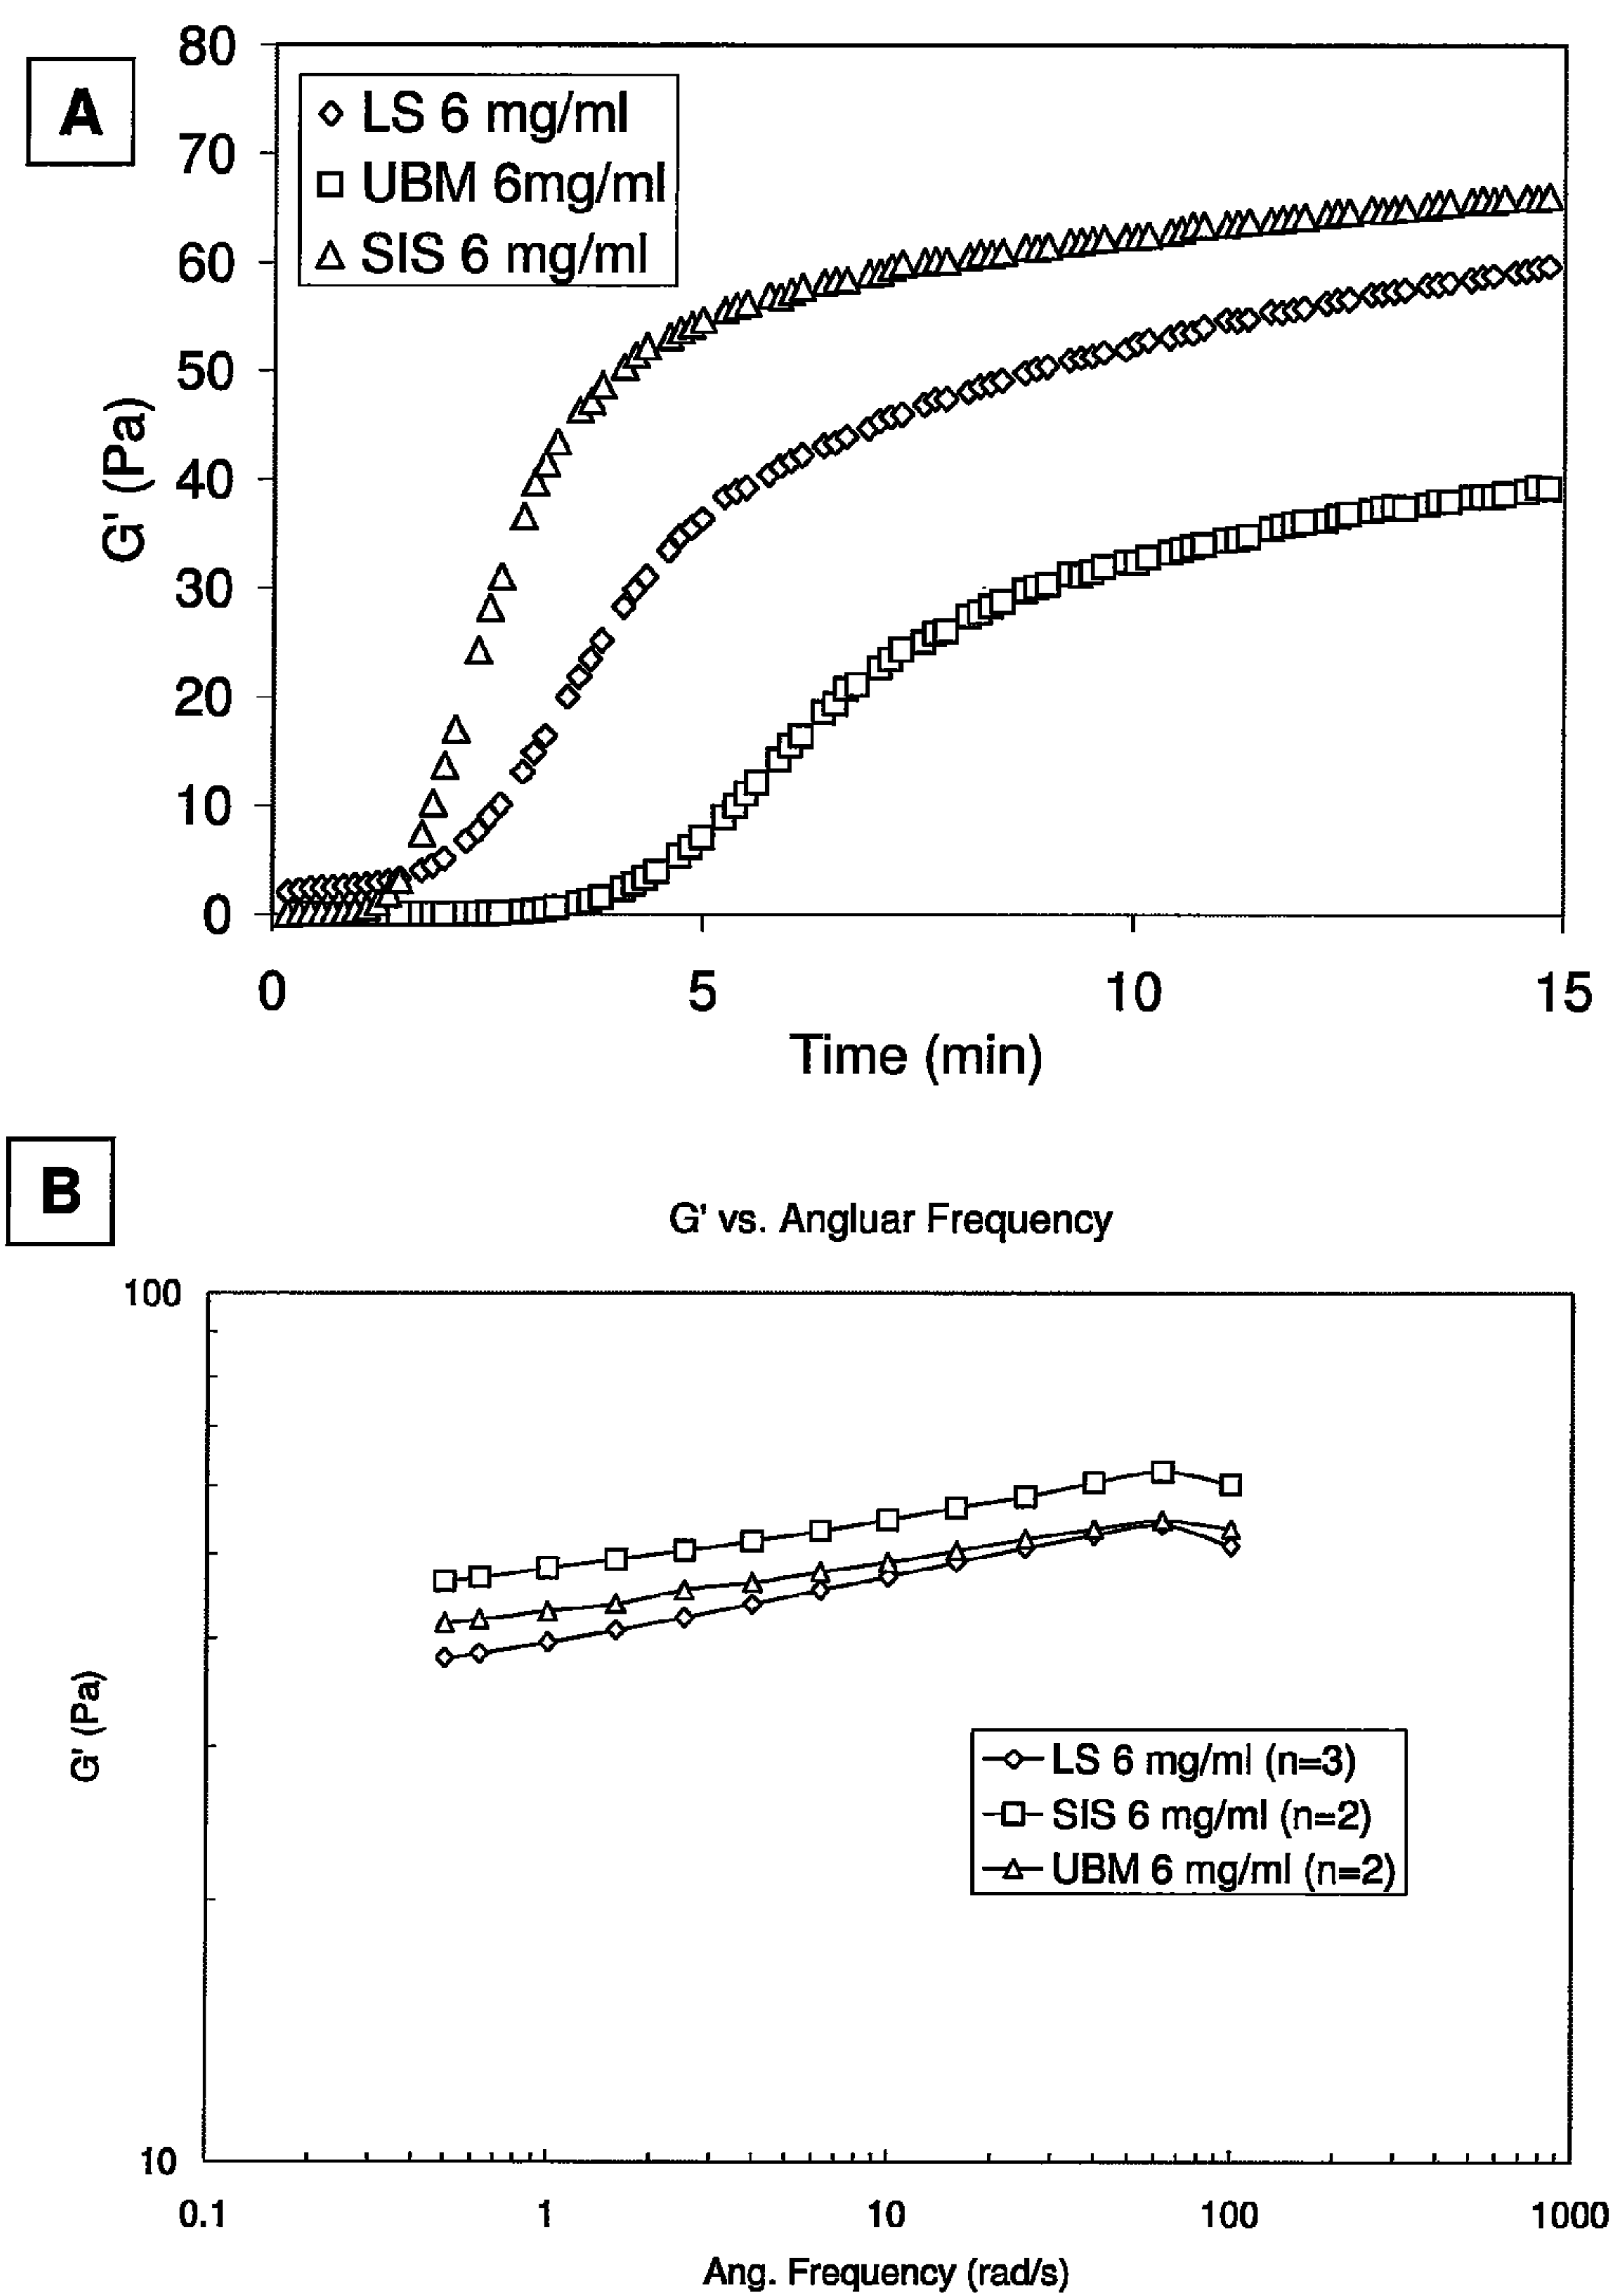 A
80
70
60
50
40
30
20
10
0
G' (Pa)
◇ LS 6 mg/ml
□ UBM 6mg/ml
△ SIS 6 mg/ml
0 5 10 15
Time (min)
B
G' vs. Angluar Frequency
100
10
G' (Pa)
LS 6 mg/ml (n=3)
SIS 6 mg/ml (n=2)
UBM 6 mg/ml (n=2)
0.1 1 10 100 1000
Ang. Frequency (rad/s)